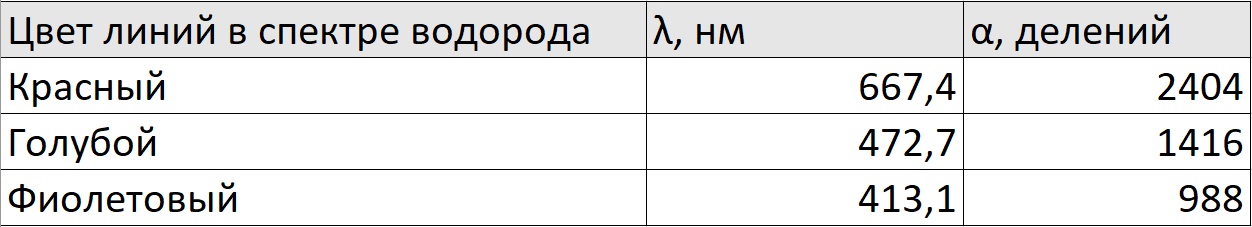 Цвет линий в спектре водорода λ, нм α, делений
Красный 667,4 2404
Голубой 472,7 1416
Фиолетовый 413,1 988